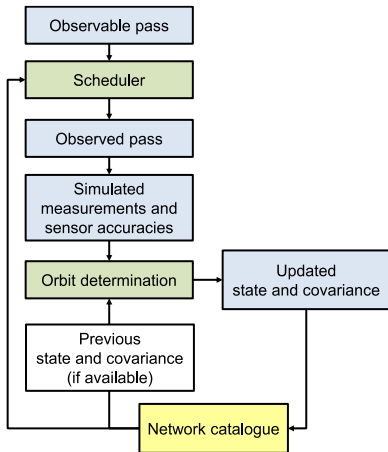 Observable pass
Scheduler
Observed pass
Simulated
measurements and
sensor accuracies
Orbit determination
Updated
state and covariance
Previous
state and covariance
(if available)
Network catalogue